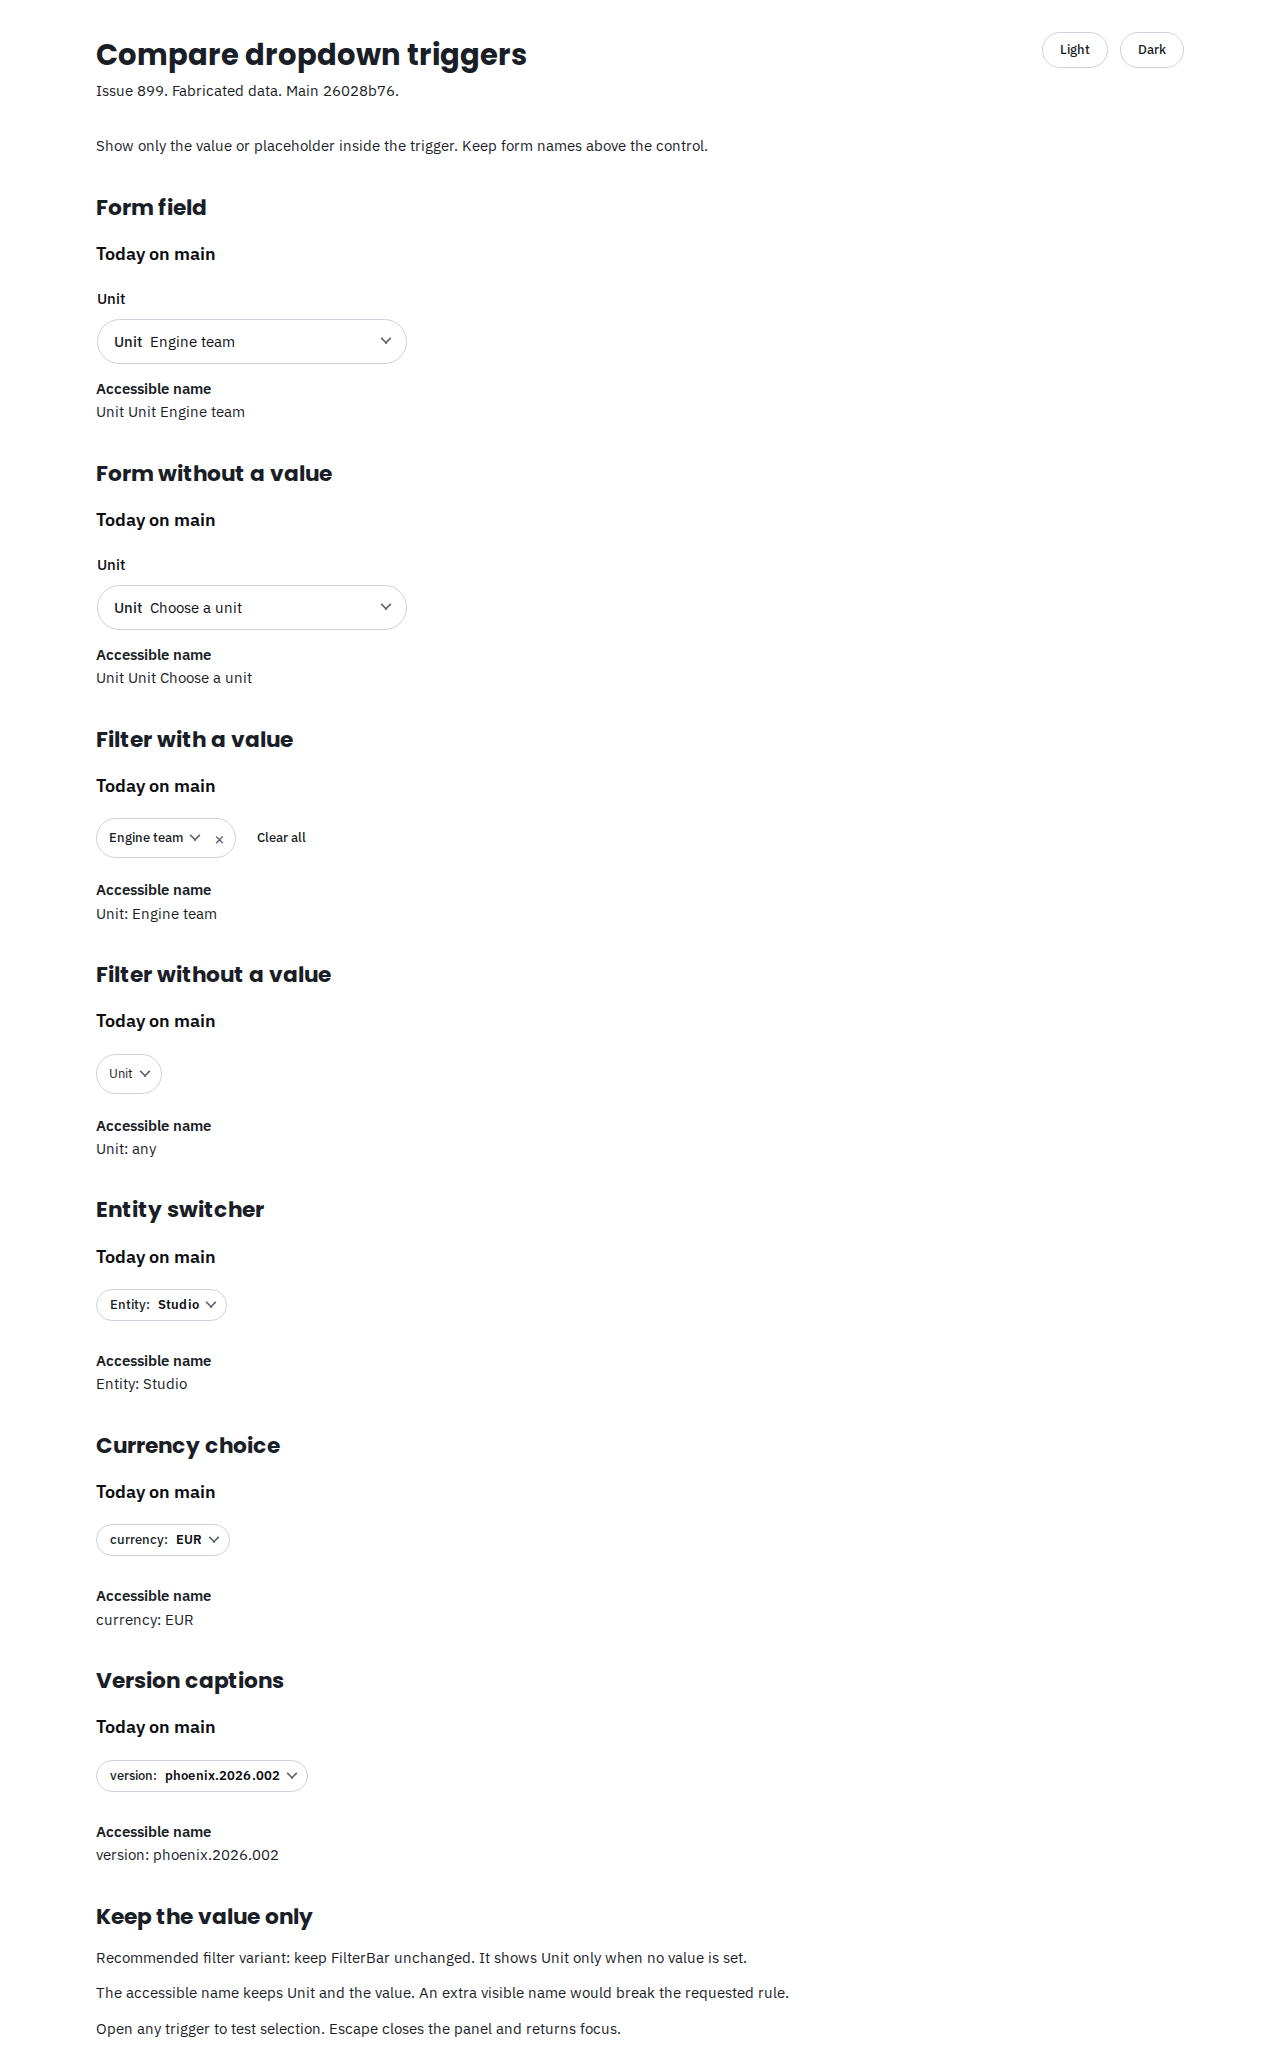 Compare dropdown triggers
Light
Dark
Issue 899. Fabricated data. Main 26028b76.
Show only the value or placeholder inside the trigger. Keep form names above the control.
Form field
Today on main
Unit
Unit Engine team
Accessible name
Unit Unit Engine team
Form without a value
Today on main
Unit
Unit Choose a unit
Accessible name
Unit Unit Choose a unit
Filter with a value
Today on main
Engine team × Clear all
Accessible name
Unit: Engine team
Filter without a value
Today on main
Unit
Accessible name
Unit: any
Entity switcher
Today on main
Entity: Studio
Accessible name
Entity: Studio
Currency choice
Today on main
currency: EUR
Accessible name
currency: EUR
Version captions
Today on main
version: phoenix.2026.002
Accessible name
version: phoenix.2026.002
Keep the value only
Recommended filter variant: keep FilterBar unchanged. It shows Unit only when no value is set.
The accessible name keeps Unit and the value. An extra visible name would break the requested rule.
Open any trigger to test selection. Escape closes the panel and returns focus.